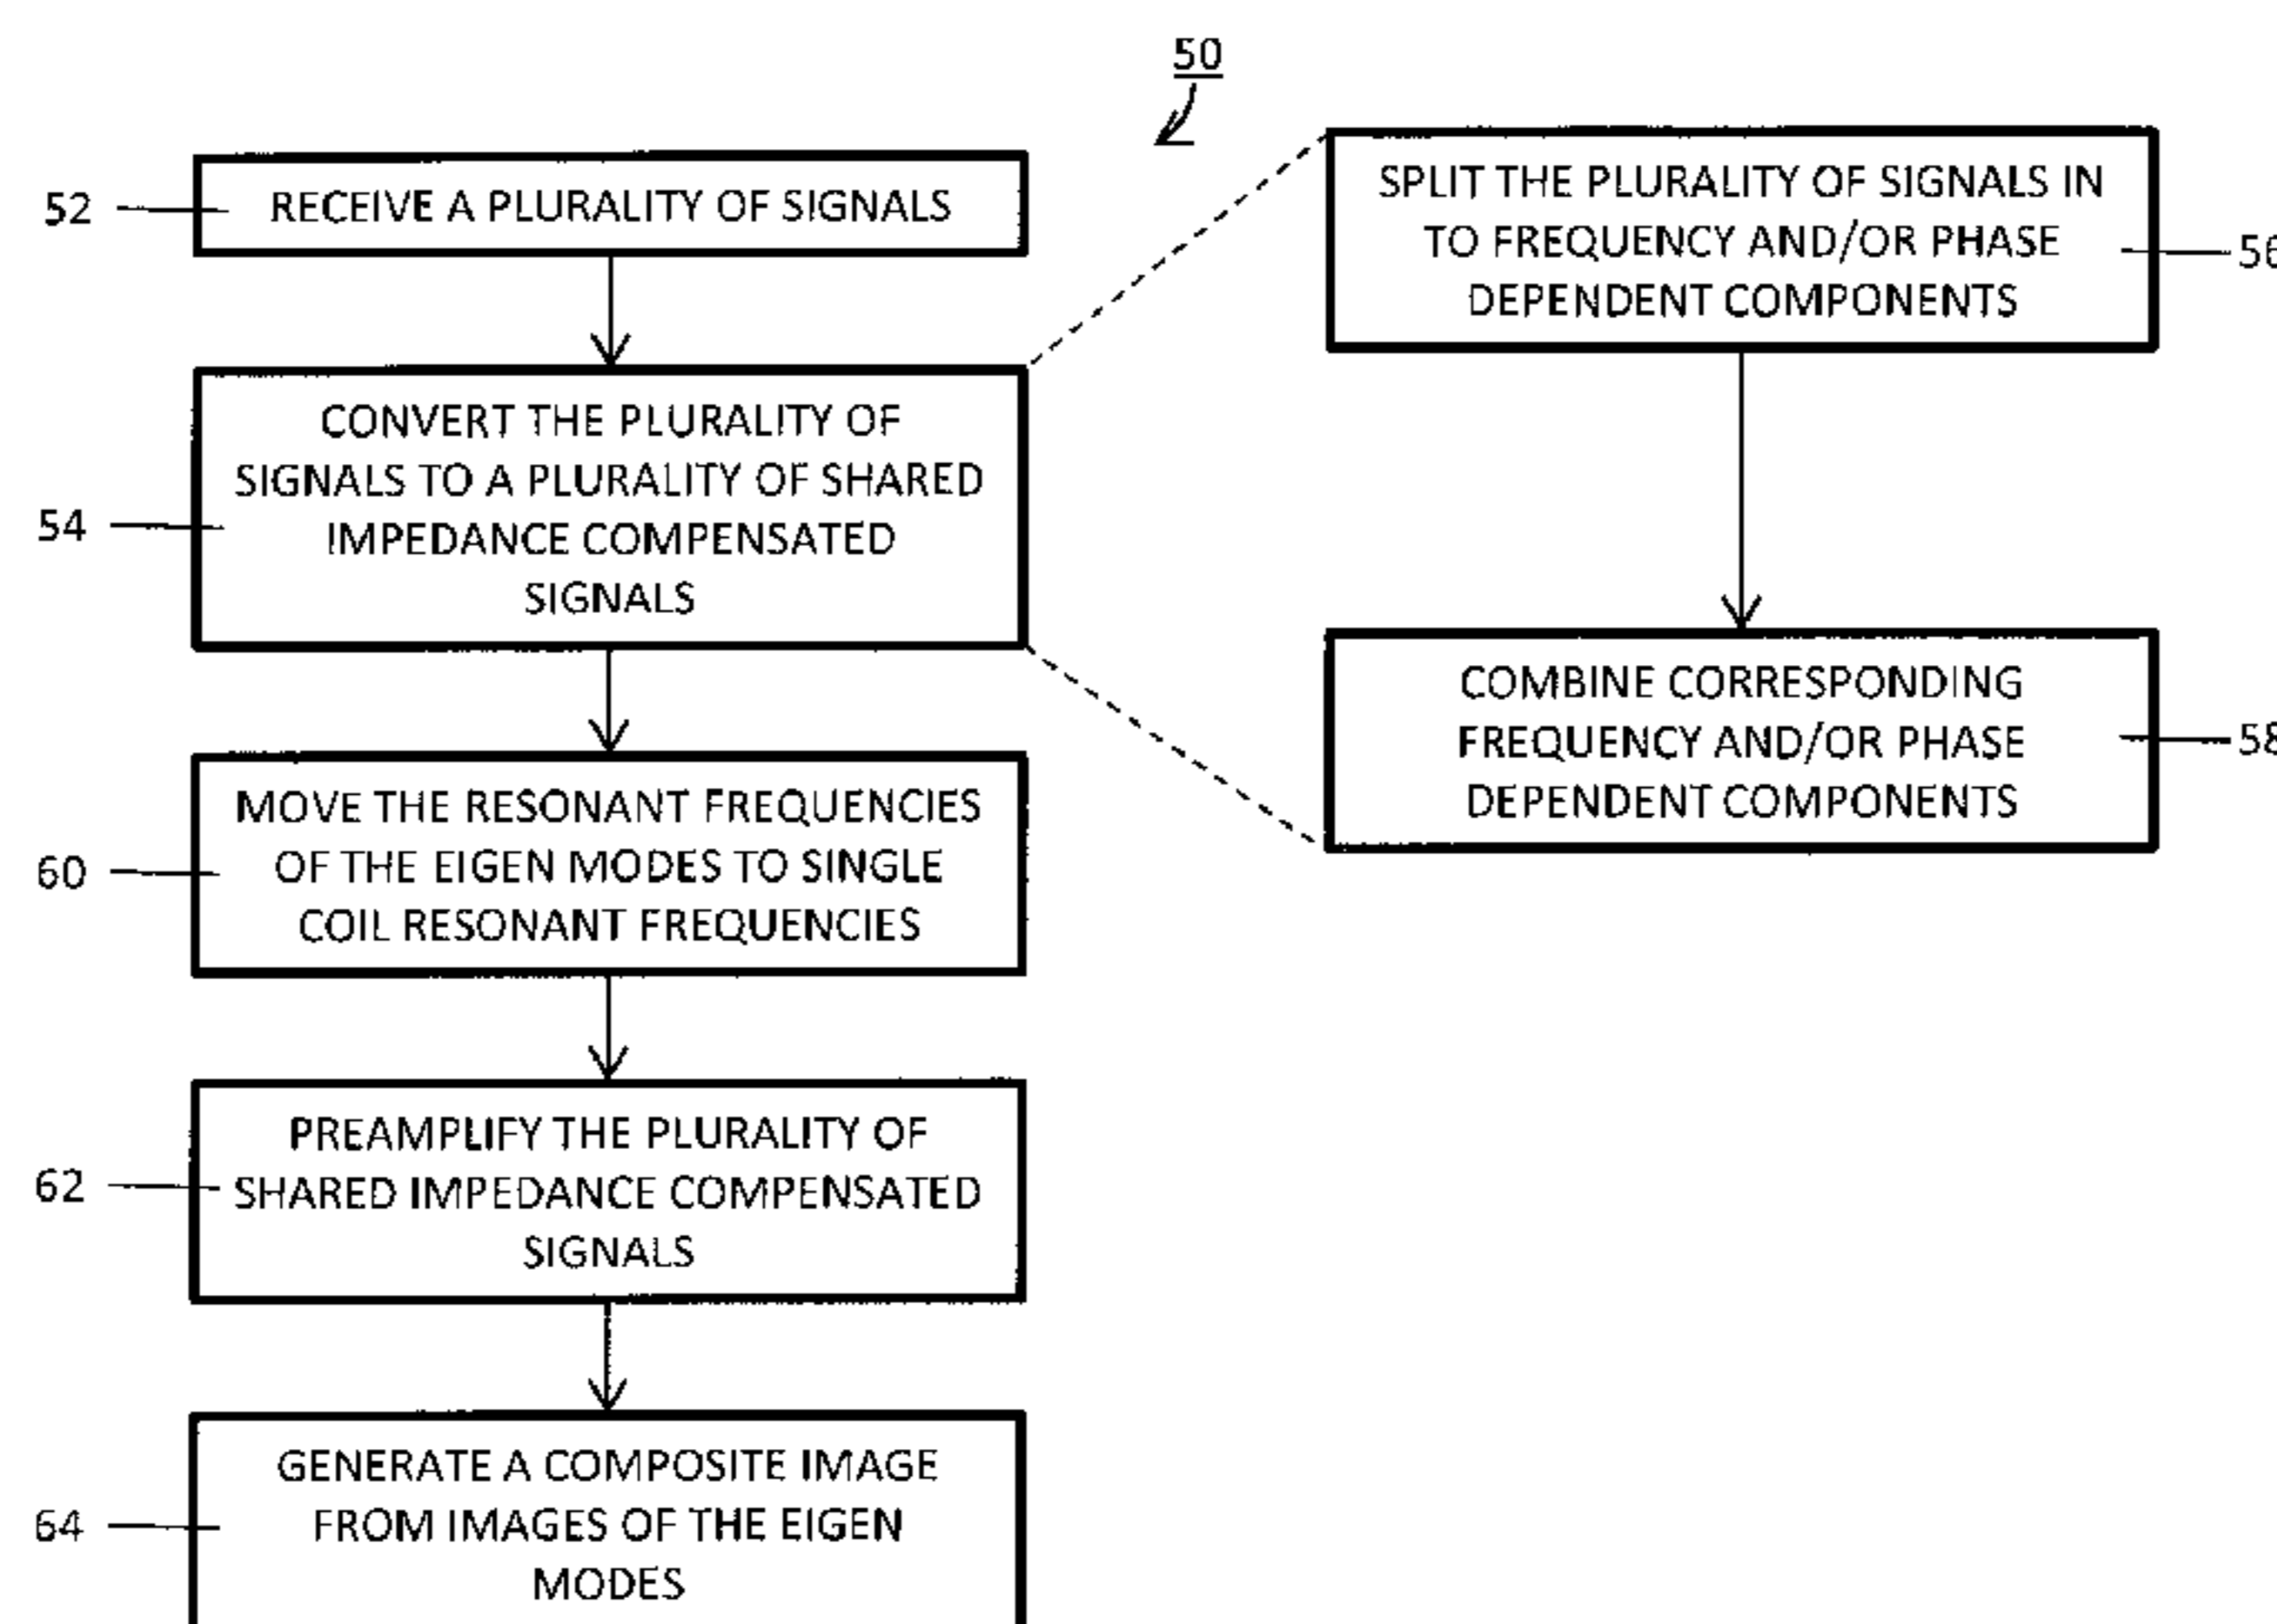 50
52
RECEIVE A PLURALITY OF SIGNALS
54
CONVERT THE PLURALITY OF
SIGNALS TO A PLURALITY OF SHARED
IMPEDANCE COMPENSATED
SIGNALS
SPLIT THE PLURALITY OF SIGNALS IN
TO FREQUENCY AND/OR PHASE
DEPENDENT COMPONENTS
56
COMBINE CORRESPONDING
FREQUENCY AND/OR PHASE
DEPENDENT COMPONENTS
58
60
MOVE THE RESONANT FREQUENCIES
OF THE EIGEN MODES TO SINGLE
COIL RESONANT FREQUENCIES
62
PREAMPLIFY THE PLURALITY OF
SHARED IMPEDANCE COMPENSATED
SIGNALS
64
GENERATE A COMPOSITE IMAGE
FROM IMAGES OF THE EIGEN
MODES